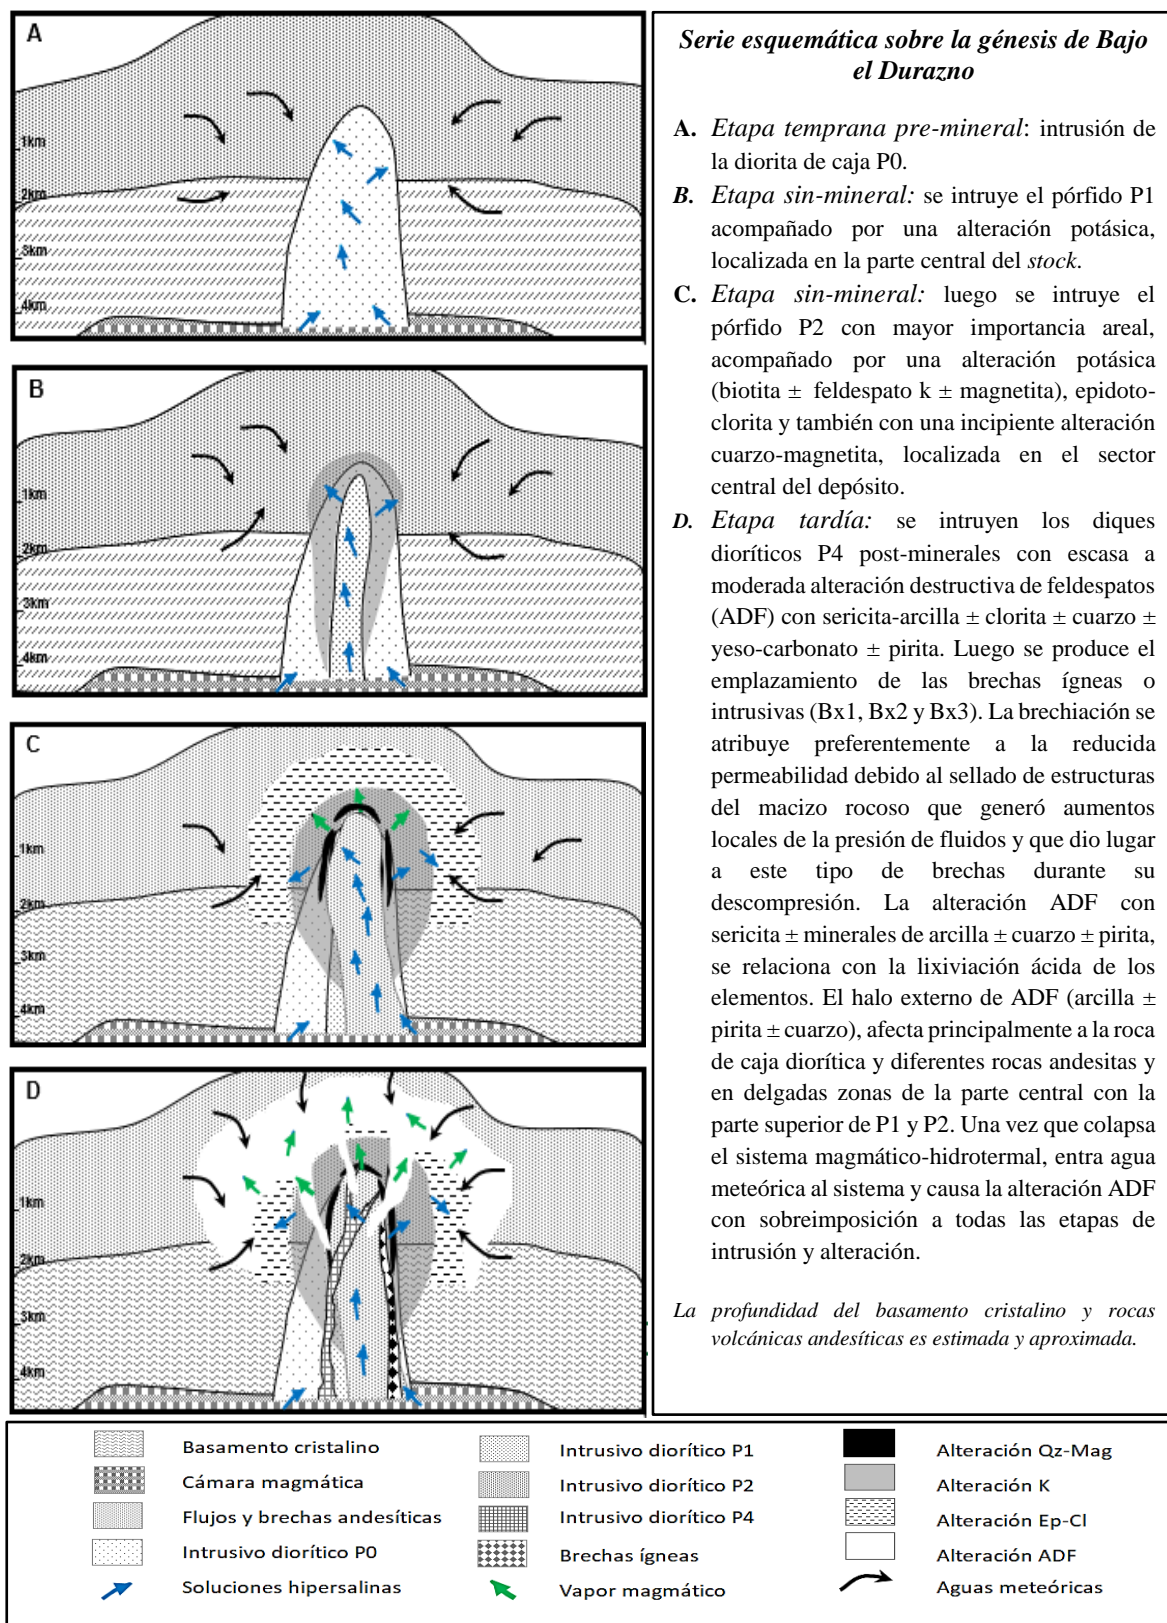 A
1km
2km
3km
4km
B
1km
2km
3km
4km
C
1km
2km
3km
4km
D
1km
2km
3km
4km
Serie esquemática sobre la génesis de Bajo
el Durazno
A. Etapa temprana pre-mineral: intrusión de
la diorita de caja P0.
B. Etapa sin-mineral: se intruye el pórfido P1
acompañado por una alteración potásica,
localizada en la parte central del stock.
C. Etapa sin-mineral: luego se intruye el
pórfido P2 con mayor importancia areal,
acompañado por una alteración potásica
(biotita ± feldespato k ± magnetita), epidoto-
clorita y también con una incipiente alteración
cuarzo-magnetita, localizada en el sector
central del depósito.
D. Etapa tardía: se intruyen los diques
dioríticos P4 post-minerales con escasa a
moderada alteración destructiva de feldespatos
(ADF) con sericita-arcilla ± clorita ± cuarzo ±
yeso-carbonato ± pirita. Luego se produce el
emplazamiento de las brechas ígneas o
intrusivas (Bx1, Bx2 y Bx3). La brechiación se
atribuye preferentemente a la reducida
permeabilidad debido al sellado de estructuras
del macizo rocoso que generó aumentos
locales de la presión de fluidos y que dio lugar
a este tipo de brechas durante su
descompresión. La alteración ADF con
sericita ± minerales de arcilla ± cuarzo ± pirita,
se relaciona con la lixiviación ácida de los
elementos. El halo externo de ADF (arcilla ±
pirita ± cuarzo), afecta principalmente a la roca
de caja diorítica y diferentes rocas andesitas y
en delgadas zonas de la parte central con la
parte superior de P1 y P2. Una vez que colapsa
el sistema magmático-hidrotermal, entra agua
meteórica al sistema y causa la alteración ADF
con sobreimposición a todas las etapas de
intrusión y alteración.
La profundidad del basamento cristalino y rocas
volcánicas andesíticas es estimada y aproximada.
Basamento cristalino
Cámara magmática
Flujos y brechas andesíticas
Intrusivo diorítico P0
Soluciones hipersalinas
Intrusivo diorítico P1
Intrusivo diorítico P2
Intrusivo diorítico P4
Brechas ígneas
Vapor magmático
Alteración Qz-Mag
Alteración K
Alteración Ep-Cl
Alteración ADF
Aguas meteóricas